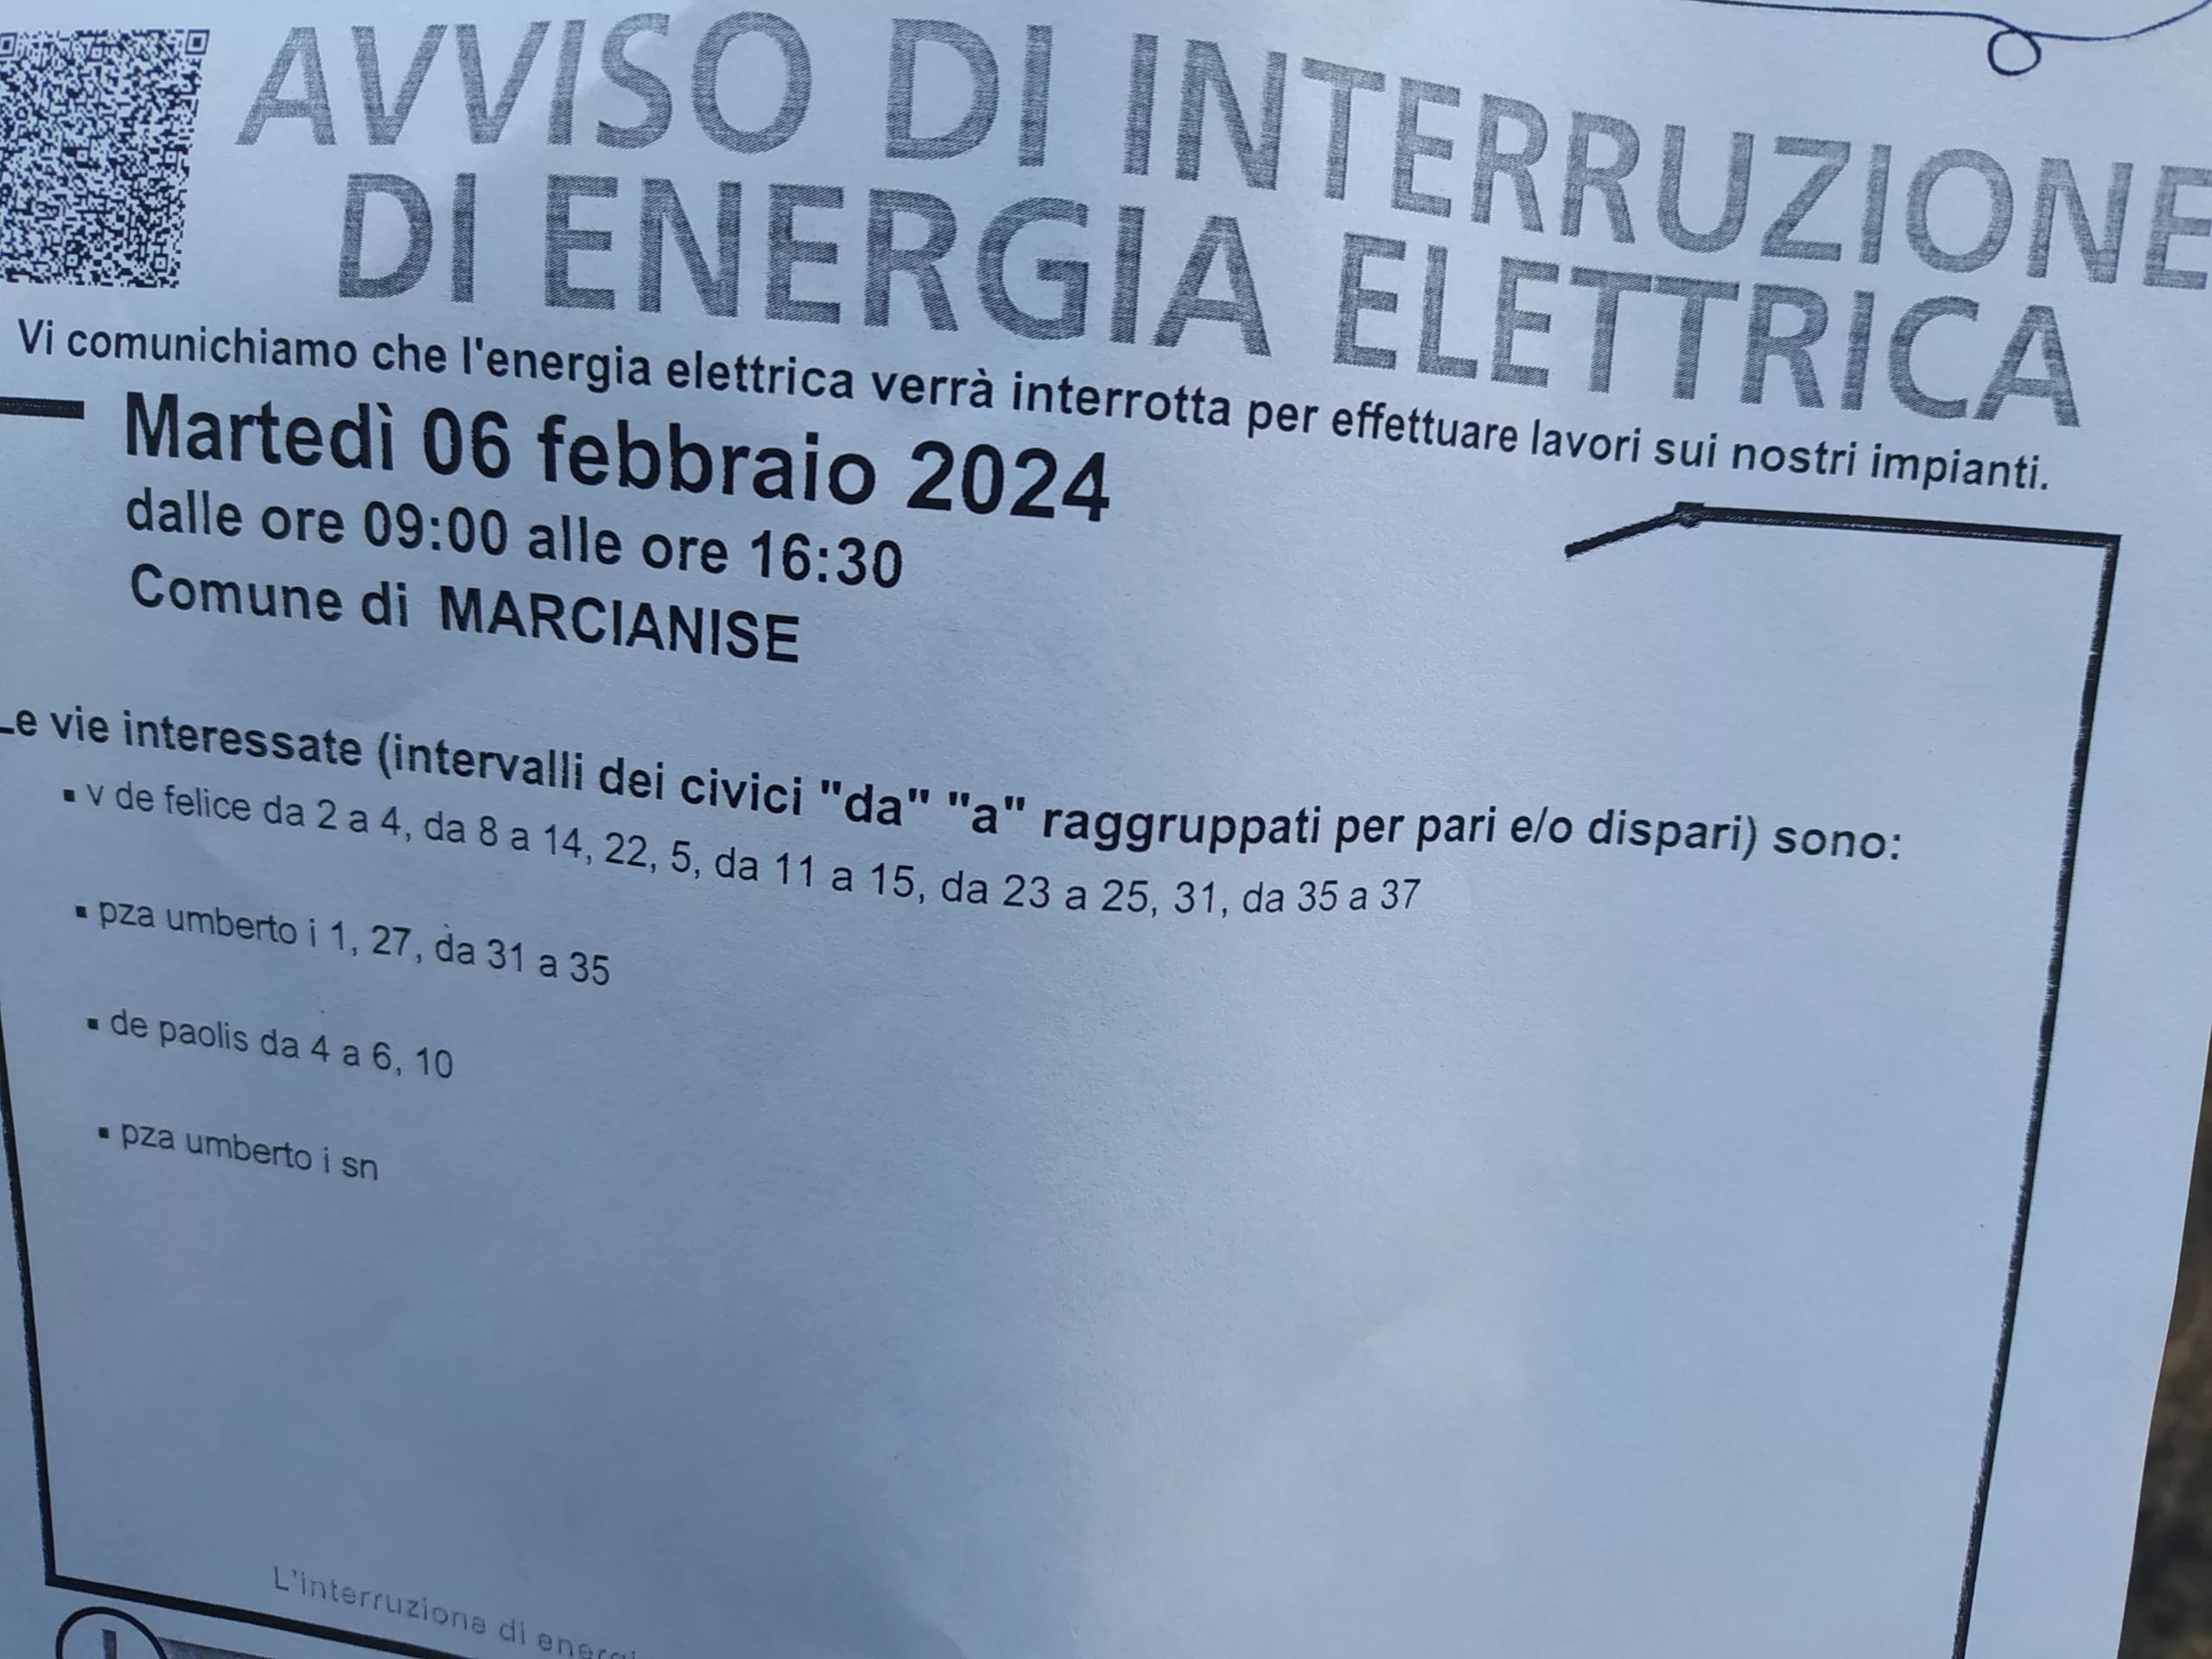 AVVISO DI INTERRUZIONE
DI ENERGIA ELETTRICA
Vi comunichiamo che l'energia elettrica verrà interrotta per effettuare lavori sui nostri impianti.
Martedì 06 febbraio 2024
dalle ore 09:00 alle ore 16:30
Comune di MARCIANISE
Le vie interessate (intervalli dei civici "da" "a" raggruppati per pari e/o dispari) sono:
▪ v de felice da 2 a 4, da 8 a 14, 22, 5, da 11 a 15, da 23 a 25, 31, da 35 a 37
▪ pza umberto i 1, 27, da 31 a 35
▪ de paolis da 4 a 6, 10
▪ pza umberto i sn
L'interruzione di energi